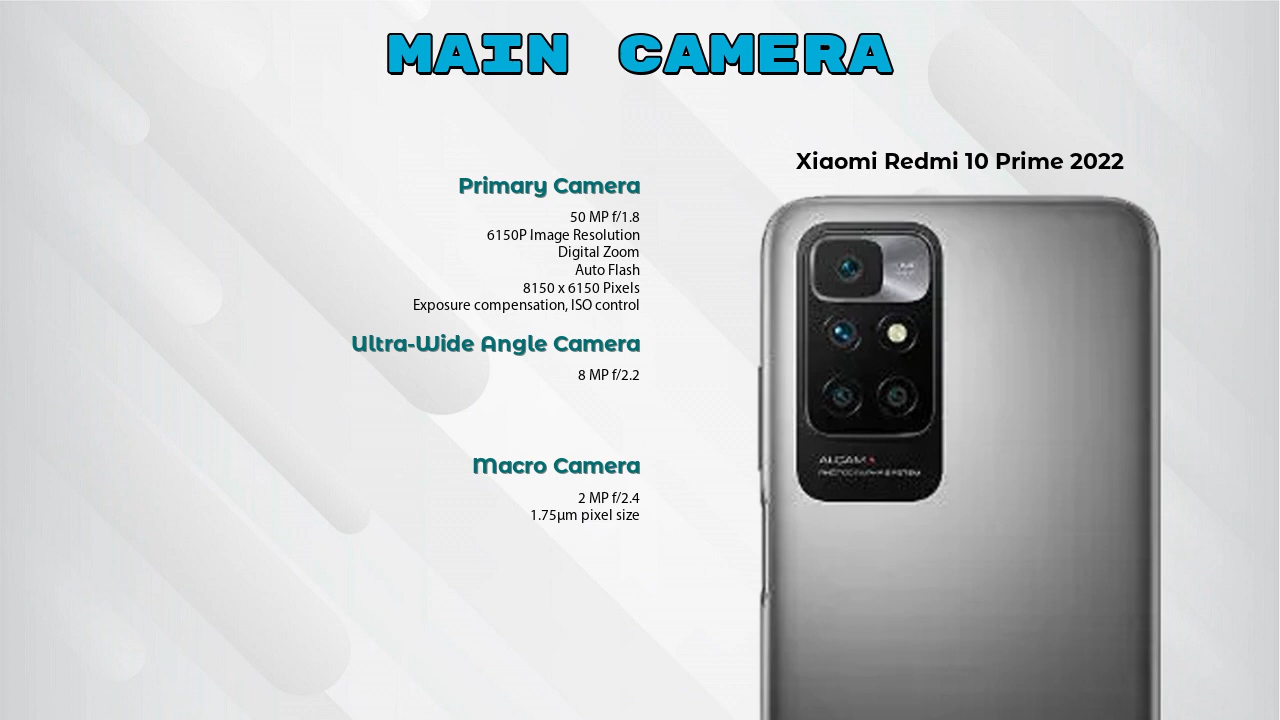 MAIN CAMERA
Xiaomi Redmi 10 Prime 2022
Primary Camera
50 MP f/1.8
6150P Image Resolution
Digital Zoom
Auto Flash
8150 x 6150 Pixels
Exposure compensation, ISO control
Ultra-Wide Angle Camera
8 MP f/2.2
Macro Camera
2 MP f/2.4
1.75µm pixel size